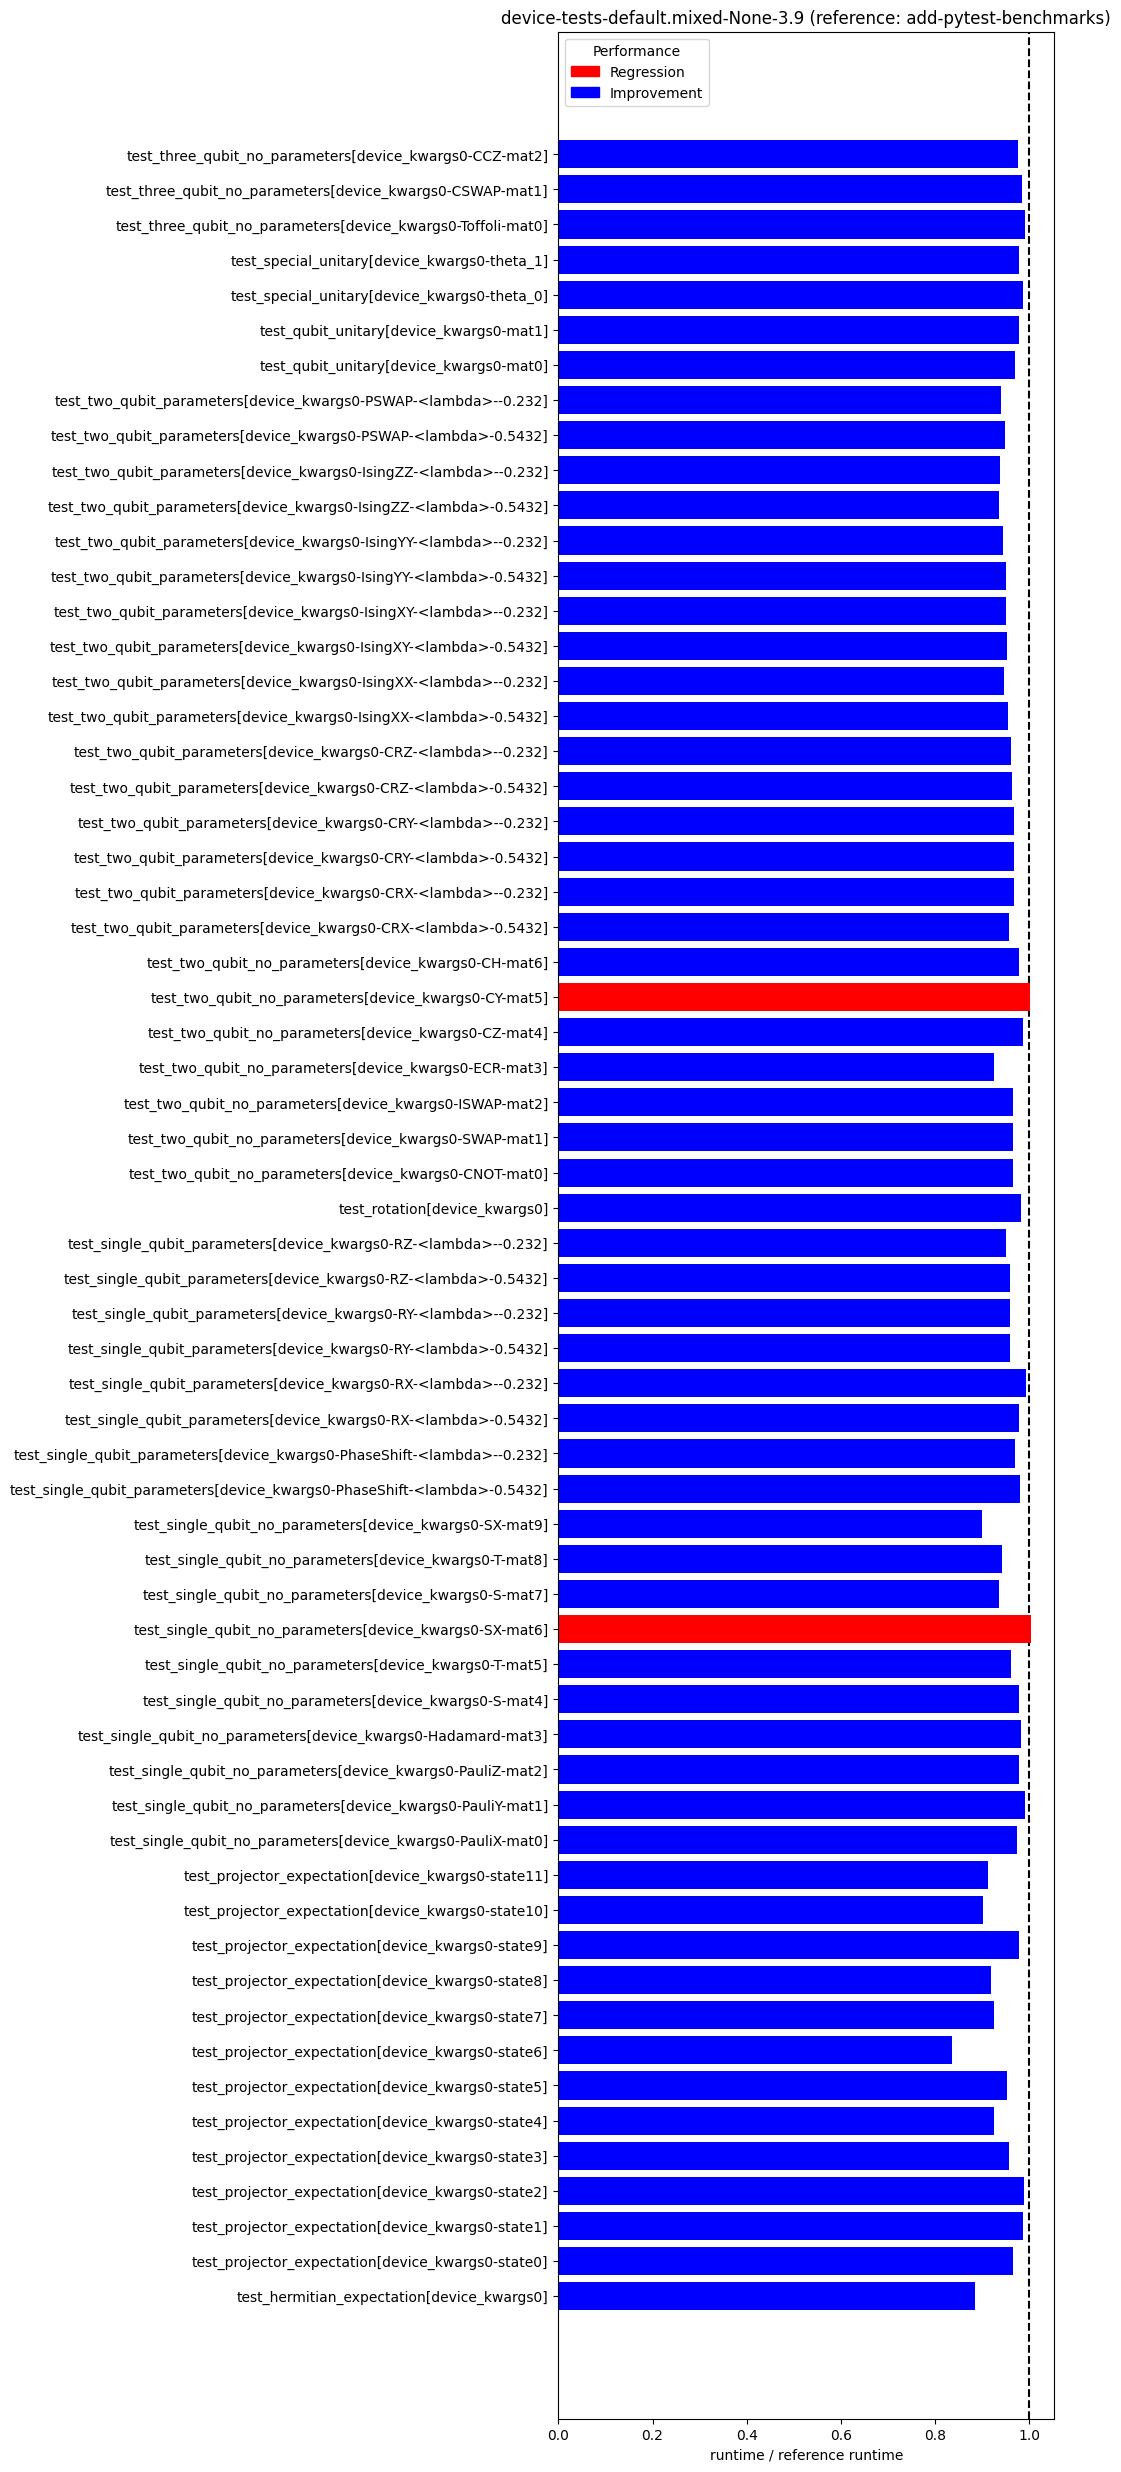 device-tests-default.mixed-None-3.9 (reference: add-pytest-benchmarks)
Performance
Regression
Improvement
test_three_qubit_no_parameters[device_kwargs0-CCZ-mat2]
test_three_qubit_no_parameters[device_kwargs0-CSWAP-mat1]
test_three_qubit_no_parameters[device_kwargs0-Toffoli-mat0]
test_special_unitary[device_kwargs0-theta_1]
test_special_unitary[device_kwargs0-theta_0]
test_qubit_unitary[device_kwargs0-mat1]
test_qubit_unitary[device_kwargs0-mat0]
test_two_qubit_parameters[device_kwargs0-PSWAP-<lambda>--0.232]
test_two_qubit_parameters[device_kwargs0-PSWAP-<lambda>-0.5432]
test_two_qubit_parameters[device_kwargs0-IsingZZ-<lambda>--0.232]
test_two_qubit_parameters[device_kwargs0-IsingZZ-<lambda>-0.5432]
test_two_qubit_parameters[device_kwargs0-IsingYY-<lambda>--0.232]
test_two_qubit_parameters[device_kwargs0-IsingYY-<lambda>-0.5432]
test_two_qubit_parameters[device_kwargs0-IsingXY-<lambda>--0.232]
test_two_qubit_parameters[device_kwargs0-IsingXY-<lambda>-0.5432]
test_two_qubit_parameters[device_kwargs0-IsingXX-<lambda>--0.232]
test_two_qubit_parameters[device_kwargs0-IsingXX-<lambda>-0.5432]
test_two_qubit_parameters[device_kwargs0-CRZ-<lambda>--0.232]
test_two_qubit_parameters[device_kwargs0-CRZ-<lambda>-0.5432]
test_two_qubit_parameters[device_kwargs0-CRY-<lambda>--0.232]
test_two_qubit_parameters[device_kwargs0-CRY-<lambda>-0.5432]
test_two_qubit_parameters[device_kwargs0-CRX-<lambda>--0.232]
test_two_qubit_parameters[device_kwargs0-CRX-<lambda>-0.5432]
test_two_qubit_no_parameters[device_kwargs0-CH-mat6]
test_two_qubit_no_parameters[device_kwargs0-CY-mat5]
test_two_qubit_no_parameters[device_kwargs0-CZ-mat4]
test_two_qubit_no_parameters[device_kwargs0-ECR-mat3]
test_two_qubit_no_parameters[device_kwargs0-ISWAP-mat2]
test_two_qubit_no_parameters[device_kwargs0-SWAP-mat1]
test_two_qubit_no_parameters[device_kwargs0-CNOT-mat0]
test_rotation[device_kwargs0]
test_single_qubit_parameters[device_kwargs0-RZ-<lambda>--0.232]
test_single_qubit_parameters[device_kwargs0-RZ-<lambda>-0.5432]
test_single_qubit_parameters[device_kwargs0-RY-<lambda>--0.232]
test_single_qubit_parameters[device_kwargs0-RY-<lambda>-0.5432]
test_single_qubit_parameters[device_kwargs0-RX-<lambda>--0.232]
test_single_qubit_parameters[device_kwargs0-RX-<lambda>-0.5432]
test_single_qubit_parameters[device_kwargs0-PhaseShift-<lambda>--0.232]
test_single_qubit_parameters[device_kwargs0-PhaseShift-<lambda>-0.5432]
test_single_qubit_no_parameters[device_kwargs0-SX-mat9]
test_single_qubit_no_parameters[device_kwargs0-T-mat8]
test_single_qubit_no_parameters[device_kwargs0-S-mat7]
test_single_qubit_no_parameters[device_kwargs0-SX-mat6]
test_single_qubit_no_parameters[device_kwargs0-T-mat5]
test_single_qubit_no_parameters[device_kwargs0-S-mat4]
test_single_qubit_no_parameters[device_kwargs0-Hadamard-mat3]
test_single_qubit_no_parameters[device_kwargs0-PauliZ-mat2]
test_single_qubit_no_parameters[device_kwargs0-PauliY-mat1]
test_single_qubit_no_parameters[device_kwargs0-PauliX-mat0]
test_projector_expectation[device_kwargs0-state11]
test_projector_expectation[device_kwargs0-state10]
test_projector_expectation[device_kwargs0-state9]
test_projector_expectation[device_kwargs0-state8]
test_projector_expectation[device_kwargs0-state7]
test_projector_expectation[device_kwargs0-state6]
test_projector_expectation[device_kwargs0-state5]
test_projector_expectation[device_kwargs0-state4]
test_projector_expectation[device_kwargs0-state3]
test_projector_expectation[device_kwargs0-state2]
test_projector_expectation[device_kwargs0-state1]
test_projector_expectation[device_kwargs0-state0]
test_hermitian_expectation[device_kwargs0]
0.0 0.2 0.4 0.6 0.8 1.0
runtime / reference runtime